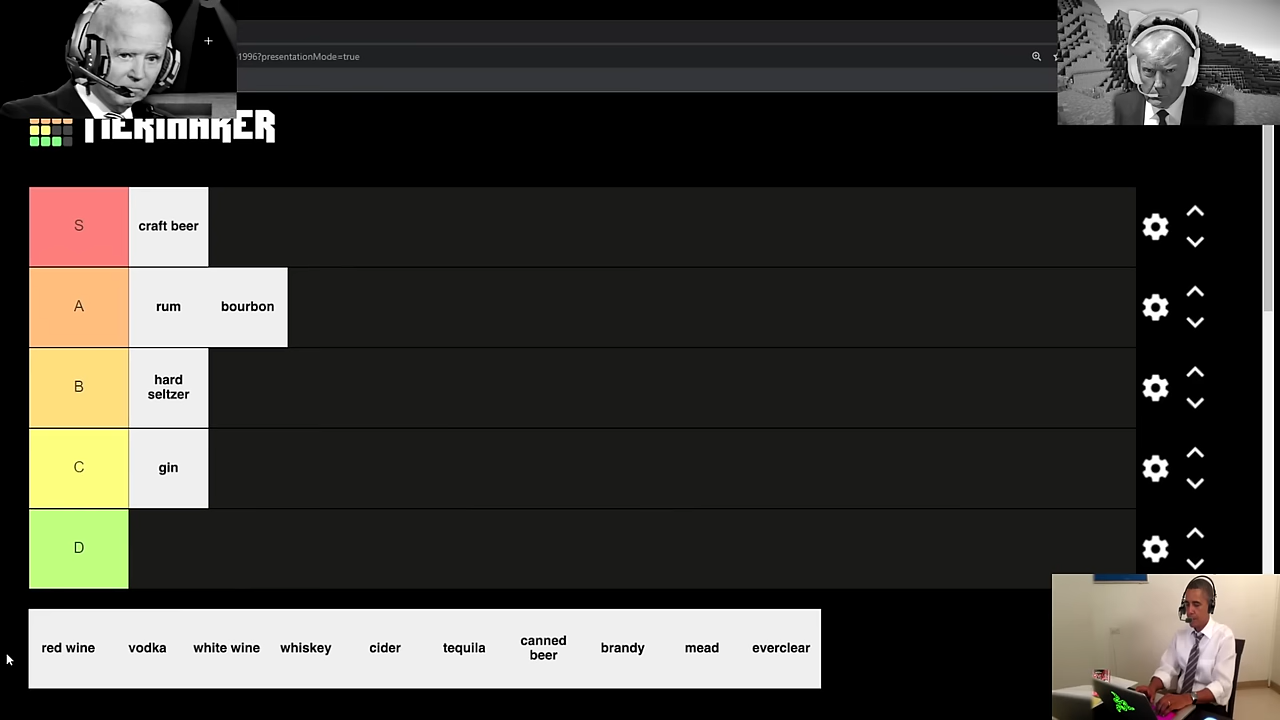 1996?presentationMode=true
TIERMAKER
S
craft beer
A
rum
bourbon
B
hard
seltzer
C
gin
D
red wine
vodka
white wine
whiskey
cider
tequila
canned
beer
brandy
mead
everclear